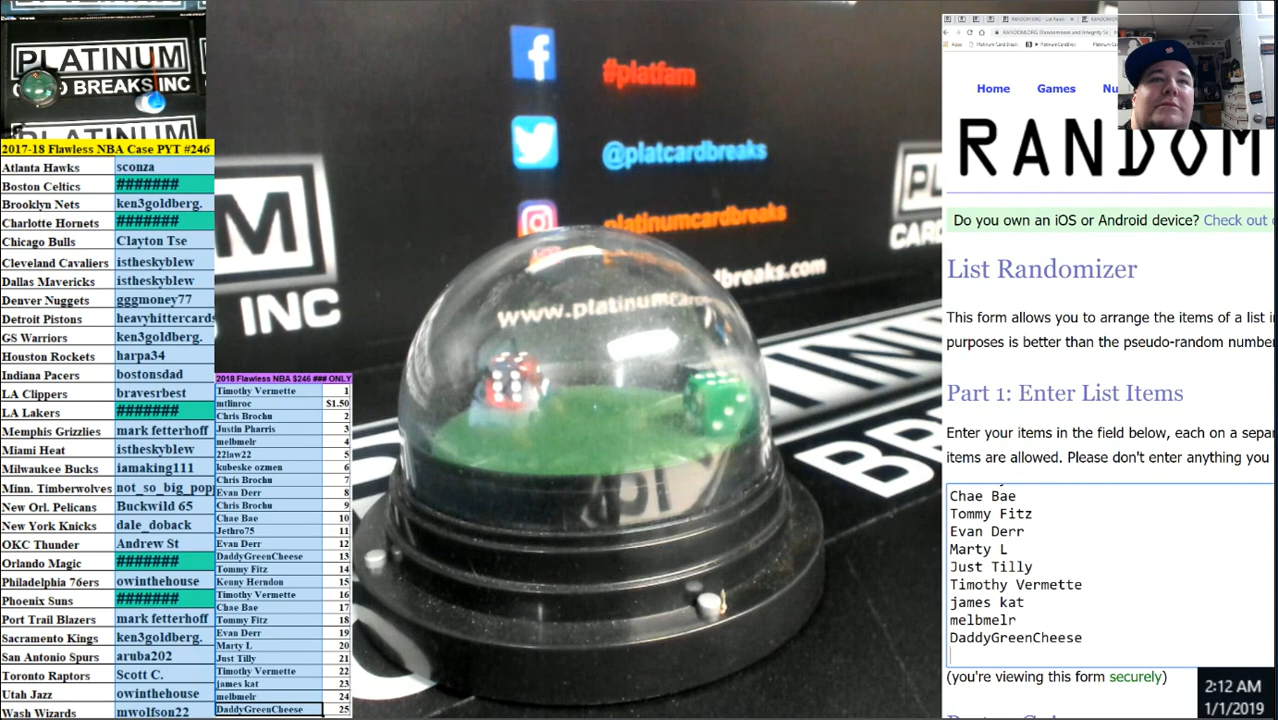 PLATINUM
CARD BREAKS INC
PLATINUM
2017-18 Flawless NBA Case PYT #246
Atlanta Hawks sconza
Boston Celtics #######
Brooklyn Nets ken3goldberg.
Charlotte Hornets #######
Chicago Bulls Clayton Tse
Cleveland Cavaliers istheskyblew
Dallas Mavericks istheskyblew
Denver Nuggets gggmoney77
Detroit Pistons heavyhittercards
GS Warriors ken3goldberg.
Houston Rockets harpa34
Indiana Pacers bostonsdad
LA Clippers bravesrbest
LA Lakers #######
Memphis Grizzlies mark fetterhoff
Miami Heat istheskyblew
Milwaukee Bucks iamaking111
Minn. Timberwolves not_so_big_pop
New Orl. Pelicans Buckwild 65
New York Knicks dale_doback
OKC Thunder Andrew St
Orlando Magic #######
Philadelphia 76ers owinthehouse
Phoenix Suns #######
Port Trail Blazers mark fetterhoff
Sacramento Kings ken3goldberg.
San Antonio Spurs aruba202
Toronto Raptors Scott C.
Utah Jazz owinthehouse
Wash Wizards mwolfson22
2018 Flawless NBA $246 ### ONLY
Timothy Vermette 1
mtlinroc $1.50
Chris Brochu 2
Justin Pharris 3
melbmelr 4
22law22 5
kubeske ozmen 6
Chris Brochu 7
Evan Derr 8
Chris Brochu 9
Chae Bae 10
Jethro75 11
Evan Derr 12
DaddyGreenCheese 13
Tommy Fitz 14
Kenny Herndon 15
Timothy Vermette 16
Chae Bae 17
Tommy Fitz 18
Evan Derr 19
Marty L 20
Just Tilly 21
Timothy Vermette 22
james kat 23
melbmelr 24
DaddyGreenCheese 25
#platfam
@platcardbreaks
platinumcardbreaks
www.platinumcardbreaks.com
M
INC
Home Games Nu
RANDOM
Do you own an iOS or Android device? Check out
List Randomizer
This form allows you to arrange the items of a list i
purposes is better than the pseudo-random number
Part 1: Enter List Items
Enter your items in the field below, each on a sepa
items are allowed. Please don't enter anything you
Chae Bae
Tommy Fitz
Evan Derr
Marty L
Just Tilly
Timothy Vermette
james kat
melbmelr
DaddyGreenCheese
(you're viewing this form securely)
2:12 AM
1/1/2019